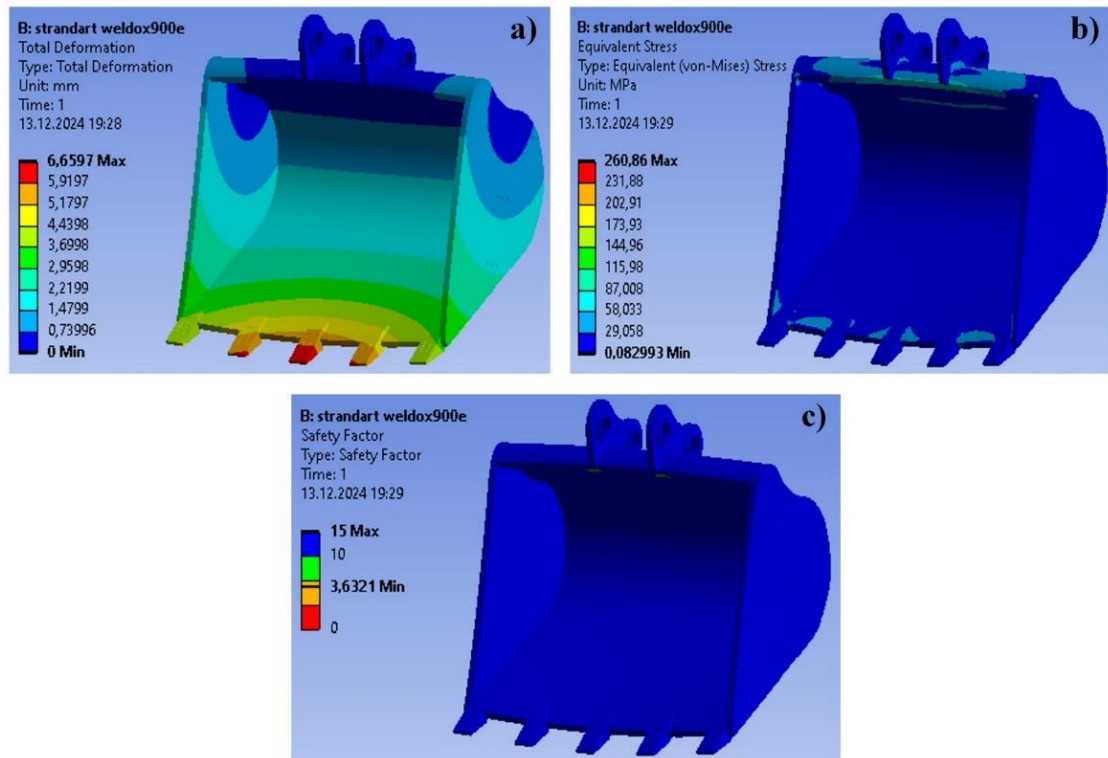 B: strandart weldox900e
Total Deformation
Type: Total Deformation
Unit: mm
Time: 1
13.12.2024 19:28
6,6597 Max
5,9197
5,1797
4,4398
3,6998
2,9598
2,2199
1,4799
0,73996
0 Min
a)
B: strandart weldox900e
Equivalent Stress
Type: Equivalent (von-Mises) Stress
Unit: MPa
Time: 1
13.12.2024 19:29
260,86 Max
231,88
202,91
173,93
144,96
115,98
87,008
58,033
29,058
0,082993 Min
b)
B: strandart weldox900e
Safety Factor
Type: Safety Factor
Time: 1
13.12.2024 19:29
15 Max
10
3,6321 Min
0
c)